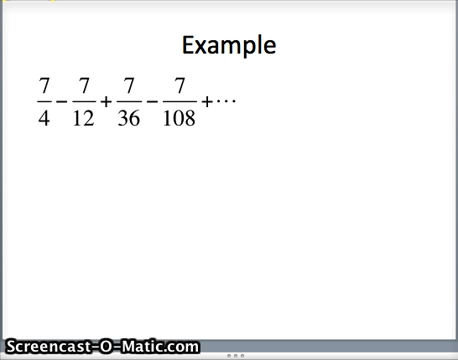 Example
7/4 − 7/12 + 7/36 − 7/108 + ⋯
Screencast-O-Matic.com